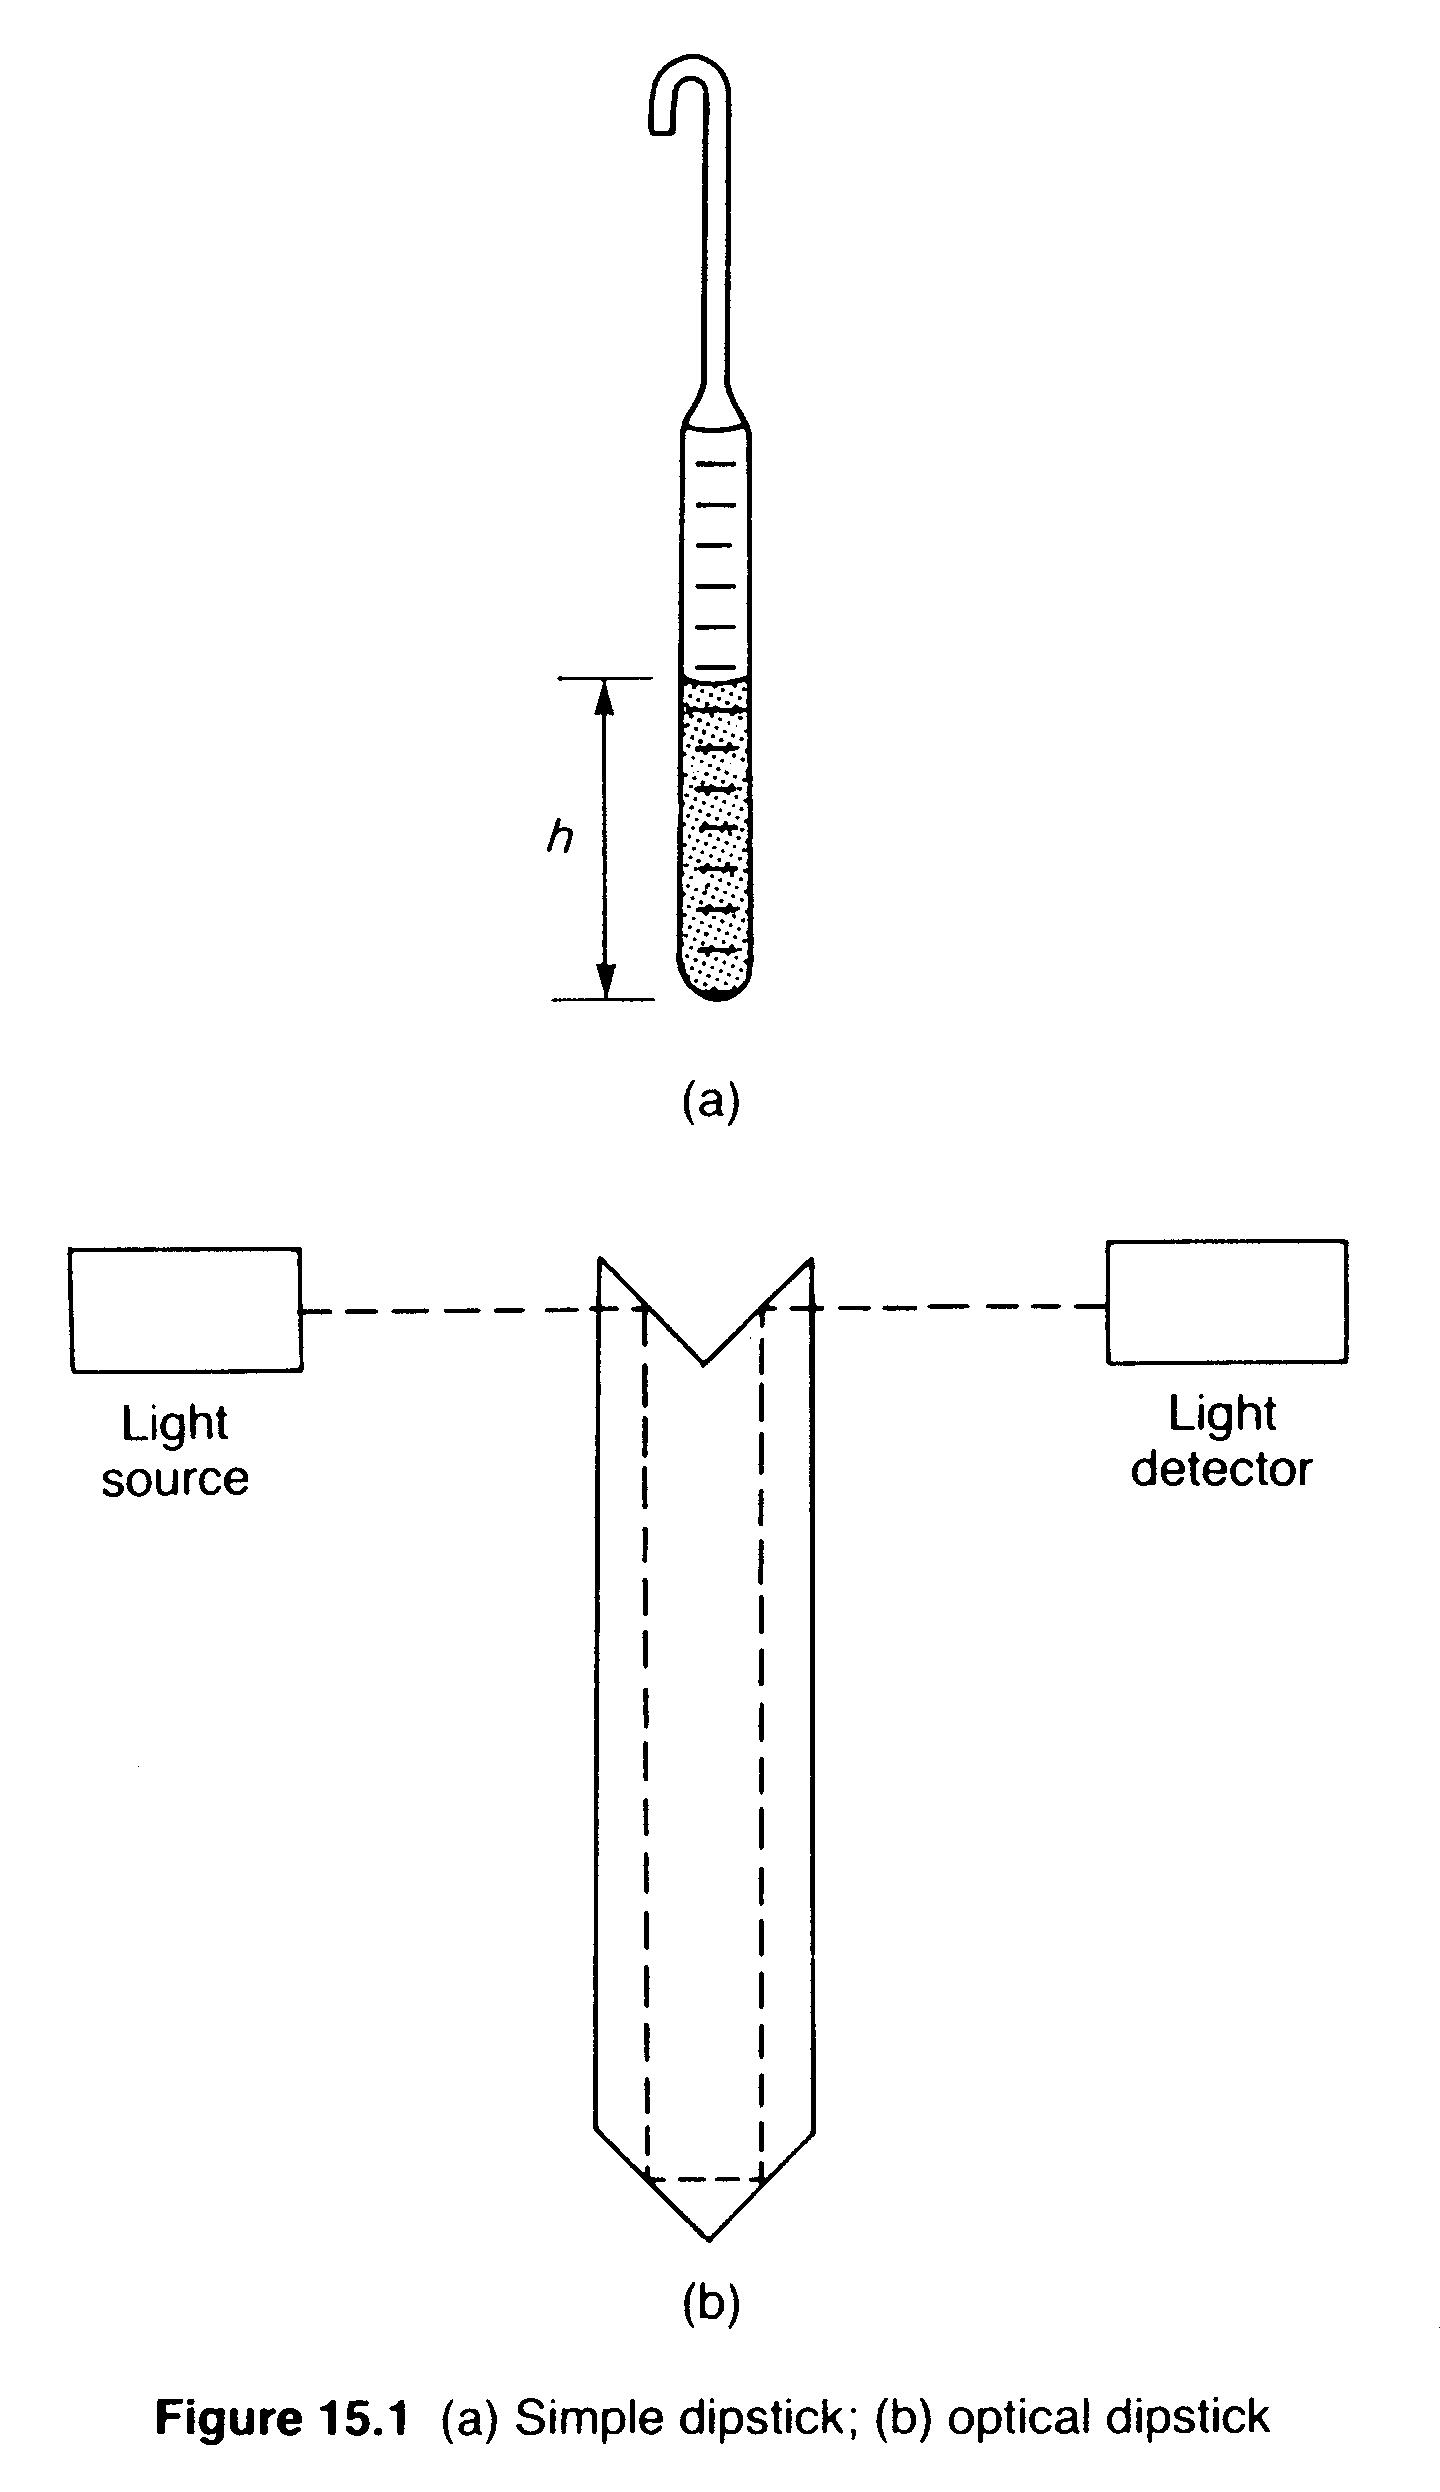 h
(a)
Light
source
Light
detector
(b)
Figure 15.1 (a) Simple dipstick; (b) optical dipstick